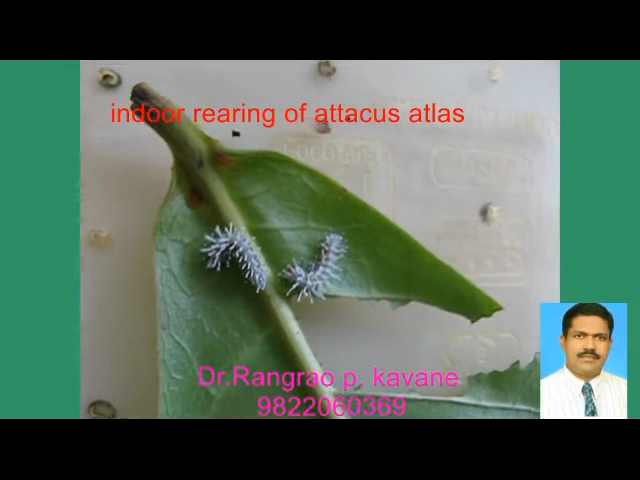 indoor rearing of attacus atlas
Dr.Rangrao p. kavane
9822060369